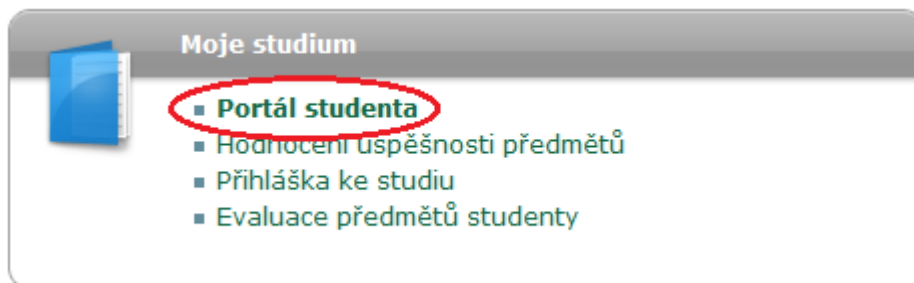 Moje studium
Portál studenta
Hodnocení úspěšnosti předmětů
Přihláška ke studiu
Evaluace předmětů studenty